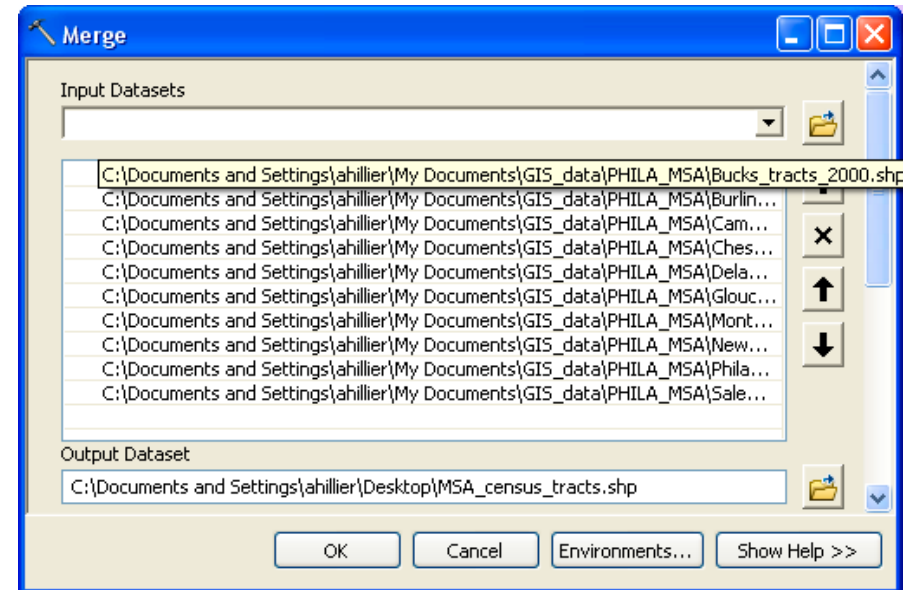 Merge
Input Datasets
C:\Documents and Settings\ahillier\My Documents\GIS_data\PHILA_MSA\Bucks_tracts_2000.shp
C:\Documents and Settings\ahillier\My Documents\GIS_data\PHILA_MSA\Burlin...
C:\Documents and Settings\ahillier\My Documents\GIS_data\PHILA_MSA\Cam...
C:\Documents and Settings\ahillier\My Documents\GIS_data\PHILA_MSA\Ches...
C:\Documents and Settings\ahillier\My Documents\GIS_data\PHILA_MSA\Dela...
C:\Documents and Settings\ahillier\My Documents\GIS_data\PHILA_MSA\Glouc...
C:\Documents and Settings\ahillier\My Documents\GIS_data\PHILA_MSA\Mont...
C:\Documents and Settings\ahillier\My Documents\GIS_data\PHILA_MSA\New...
C:\Documents and Settings\ahillier\My Documents\GIS_data\PHILA_MSA\Phila...
C:\Documents and Settings\ahillier\My Documents\GIS_data\PHILA_MSA\Sale...
Output Dataset
C:\Documents and Settings\ahillier\Desktop\MSA_census_tracts.shp
OK Cancel Environments... Show Help >>